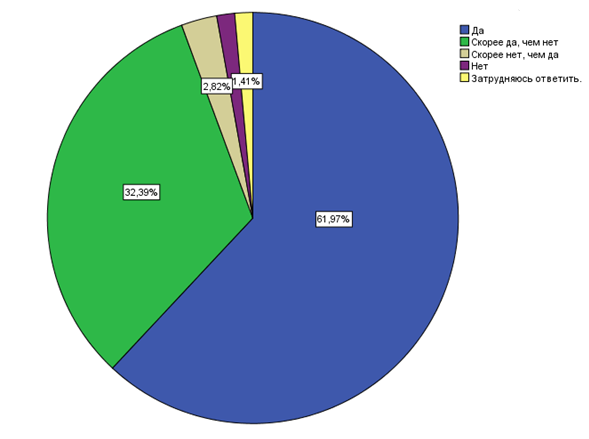 Да
Скорее да, чем нет
Скорее нет, чем да
Нет
Затрудняюсь ответить.
2,82%
1,41%
32,39%
61,97%